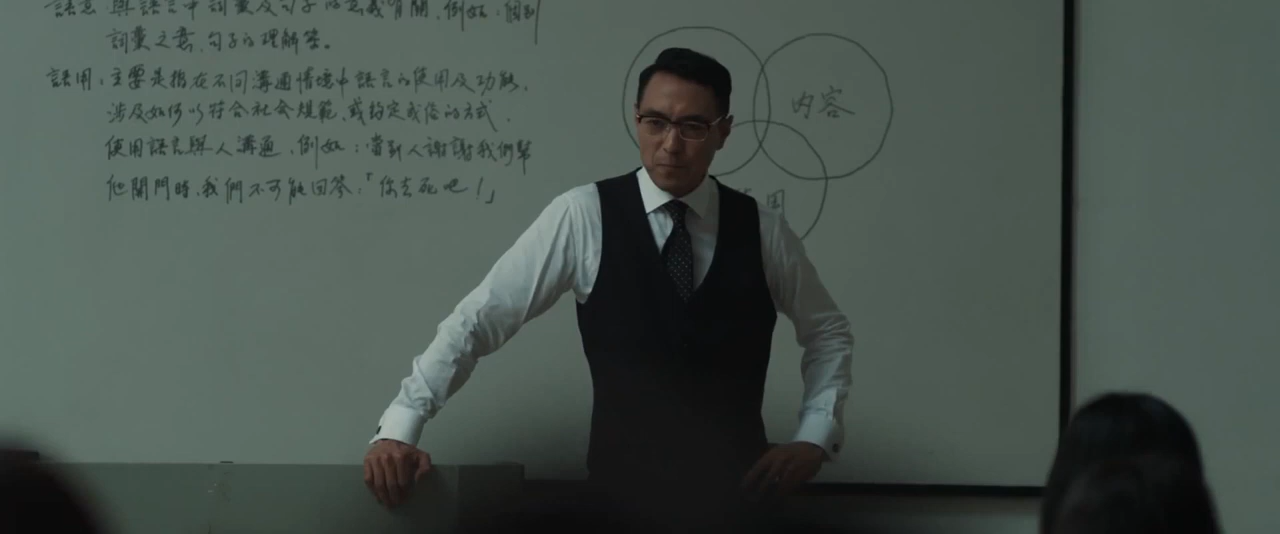 語意 與語言中詞彙及句子的意義有關,例如:個別
詞彙之意、句子的理解等。
語用:主要是指在不同溝通情境中語言的使用及功能,
涉及如何以符合社會規範,或約定成俗的方式,
使用語言與人溝通,例如:當別人謝謝我們幫
他開門時,我們不可能回答:「你去死吧!」
內容
用